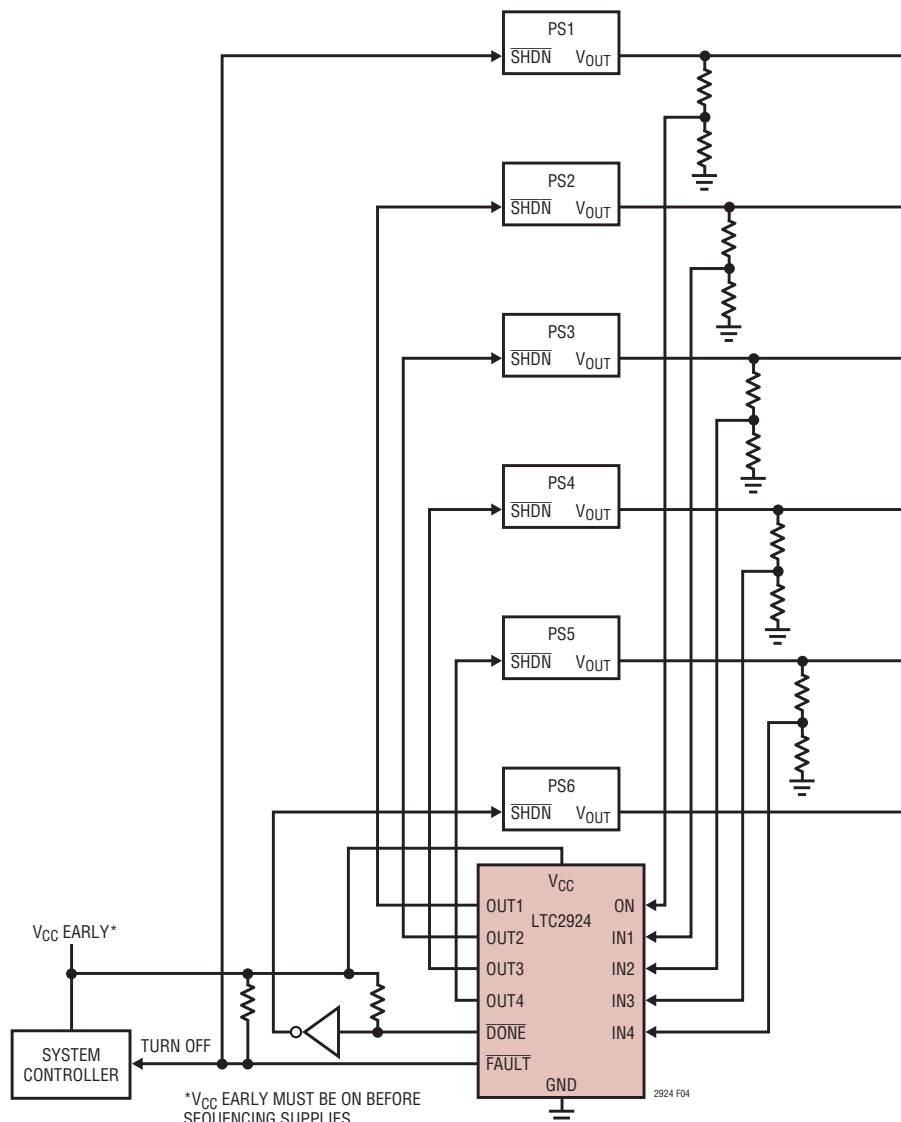 PS1
SHDN VOUT
PS2
SHDN VOUT
PS3
SHDN VOUT
PS4
SHDN VOUT
PS5
SHDN VOUT
PS6
SHDN VOUT
VCC
LTC2924
OUT1 ON
OUT2 IN1
OUT3 IN2
OUT4 IN3
DONE IN4
FAULT
GND
VCC EARLY*
SYSTEM
CONTROLLER
TURN OFF
*VCC EARLY MUST BE ON BEFORE
SEQUENCING SUPPLIES
2924 F04